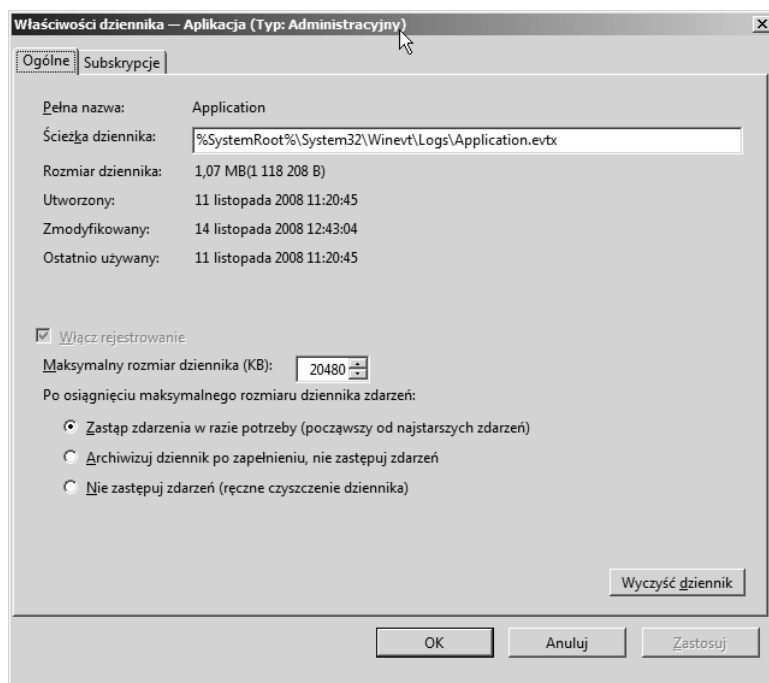 Właściwości dziennika — Aplikacja (Typ: Administracyjny)
Ogólne Subskrypcje
Pełna nazwa: Application
Ścieżka dziennika: %SystemRoot%\System32\Winevt\Logs\Application.evtx
Rozmiar dziennika: 1,07 MB(1 118 208 B)
Utworzony: 11 listopada 2008 11:20:45
Zmodyfikowany: 14 listopada 2008 12:43:04
Ostatnio używany: 11 listopada 2008 11:20:45
Włącz rejestrowanie
Maksymalny rozmiar dziennika (KB): 20480
Po osiągnięciu maksymalnego rozmiaru dziennika zdarzeń:
Zastąp zdarzenia w razie potrzeby (począwszy od najstarszych zdarzeń)
Archiwizuj dziennik po zapełnieniu, nie zastępuj zdarzeń
Nie zastępuj zdarzeń (ręczne czyszczenie dziennika)
Wyczyść dziennik
OK Anuluj Zastosuj